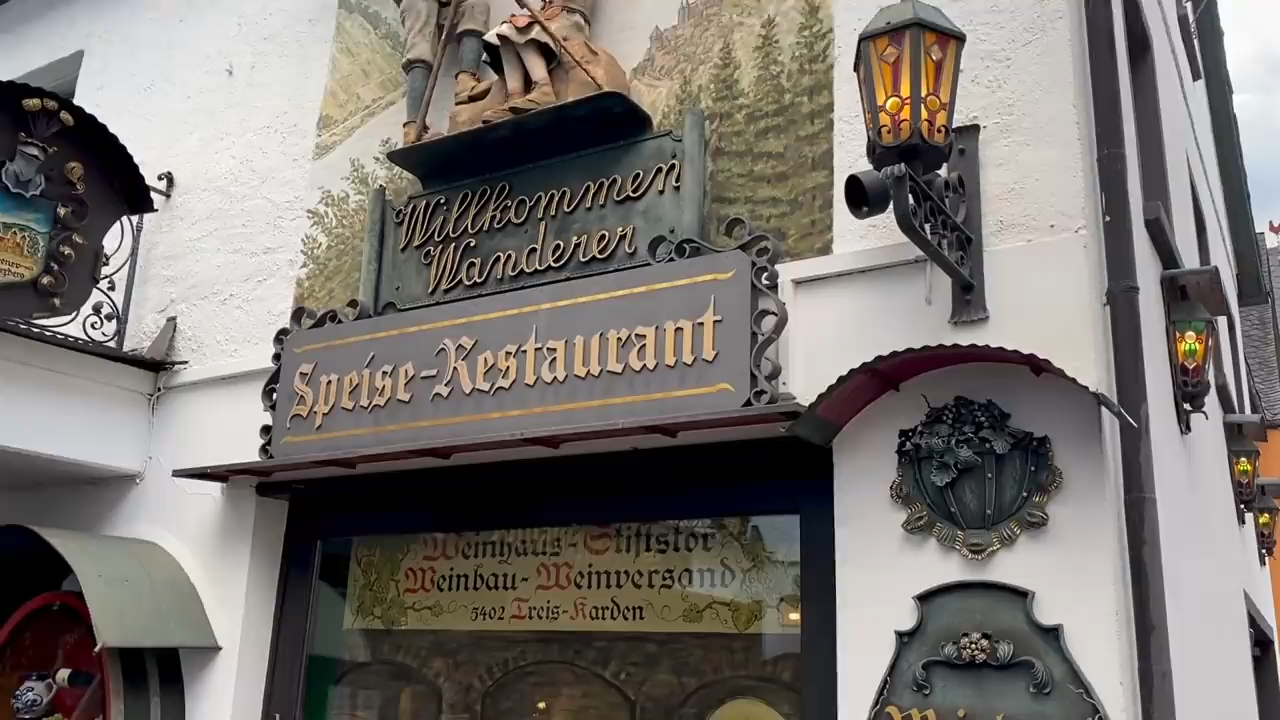 Willkommen
Wanderer
Speise-Restaurant
Weinhaus-Stiftstor
Weinbau-Weinversand
5402 Treis-Karden